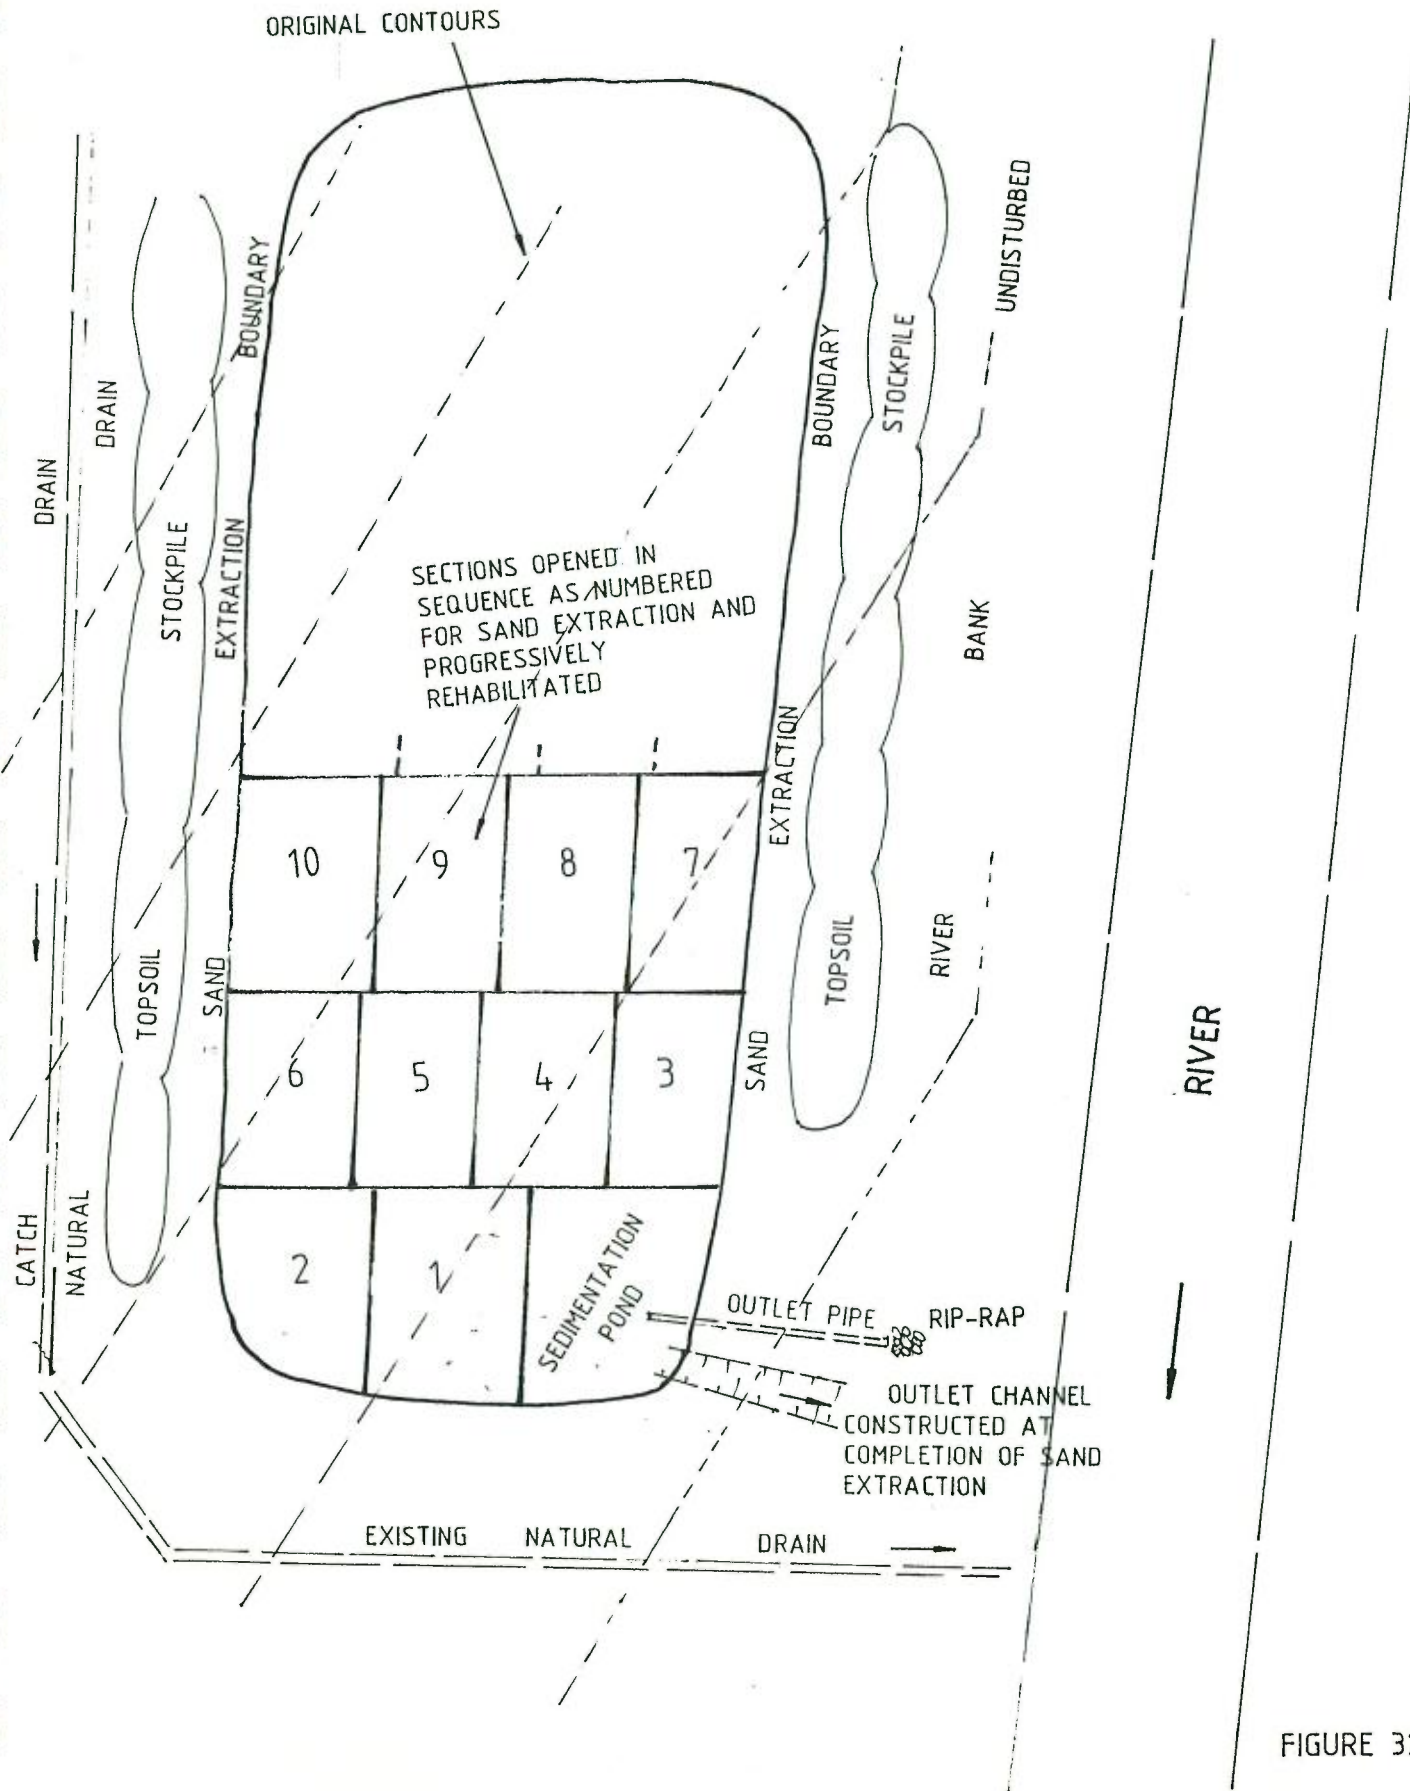 ORIGINAL CONTOURS
UNDISTURBED
BANK
RIVER
BOUNDARY
EXTRACTION
SAND
BOUNDARY
EXTRACTION
SAND
STOCKPILE
TOPSOIL
STOCKPILE
TOPSOIL
DRAIN
CATCH
DRAIN
NATURAL
SECTIONS OPENED IN
SEQUENCE AS NUMBERED
FOR SAND EXTRACTION AND
PROGRESSIVELY
REHABILITATED
10 9 8 7
6 5 4 3
2
SEDIMENTATION
POND
RIVER
OUTLET PIPE RIP-RAP
OUTLET CHANNEL
CONSTRUCTED AT
COMPLETION OF SAND
EXTRACTION
EXISTING NATURAL DRAIN
FIGURE